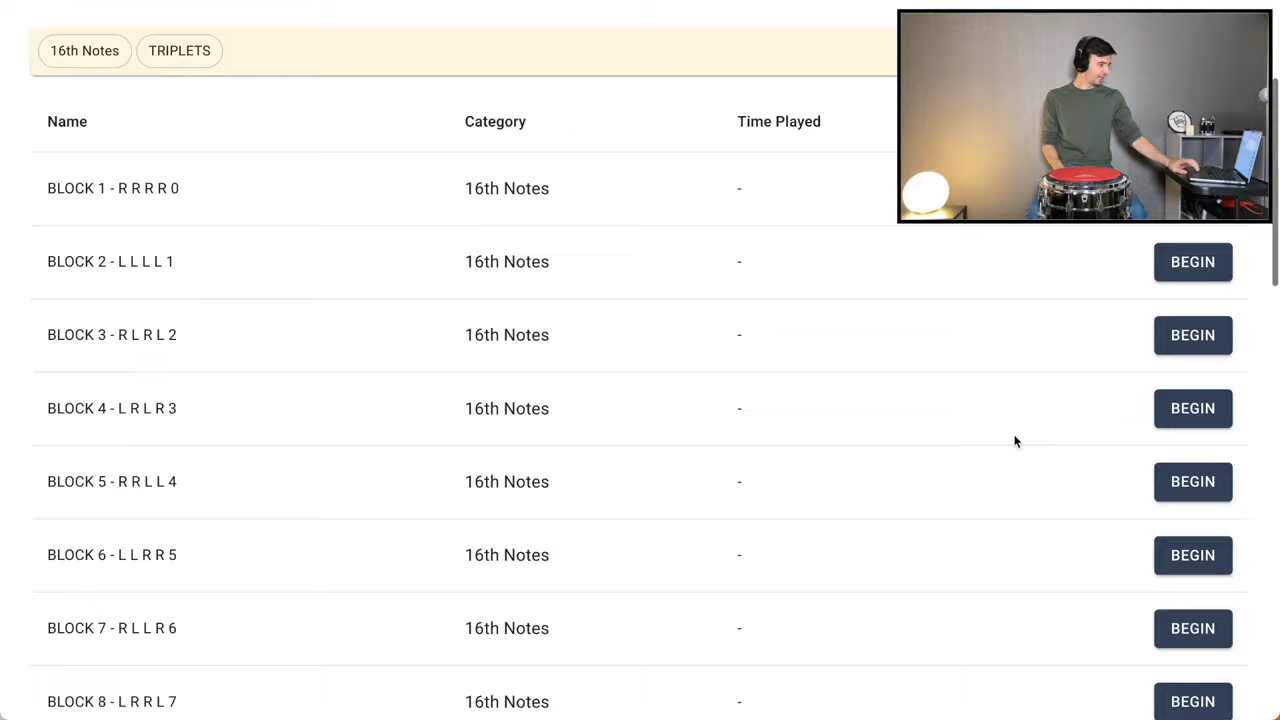 16th Notes TRIPLETS
Name Category Time Played
BLOCK 1 - R R R R 0 16th Notes -
BLOCK 2 - L L L L 1 16th Notes - BEGIN
BLOCK 3 - R L R L 2 16th Notes - BEGIN
BLOCK 4 - L R L R 3 16th Notes - BEGIN
BLOCK 5 - R R L L 4 16th Notes - BEGIN
BLOCK 6 - L L R R 5 16th Notes - BEGIN
BLOCK 7 - R L L R 6 16th Notes - BEGIN
BLOCK 8 - L R R L 7 16th Notes - BEGIN